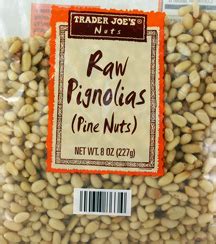 TRADER JOE'S®
Nuts
Raw
Pignolias
(Pine Nuts)
NET WT. 8 OZ (227g)